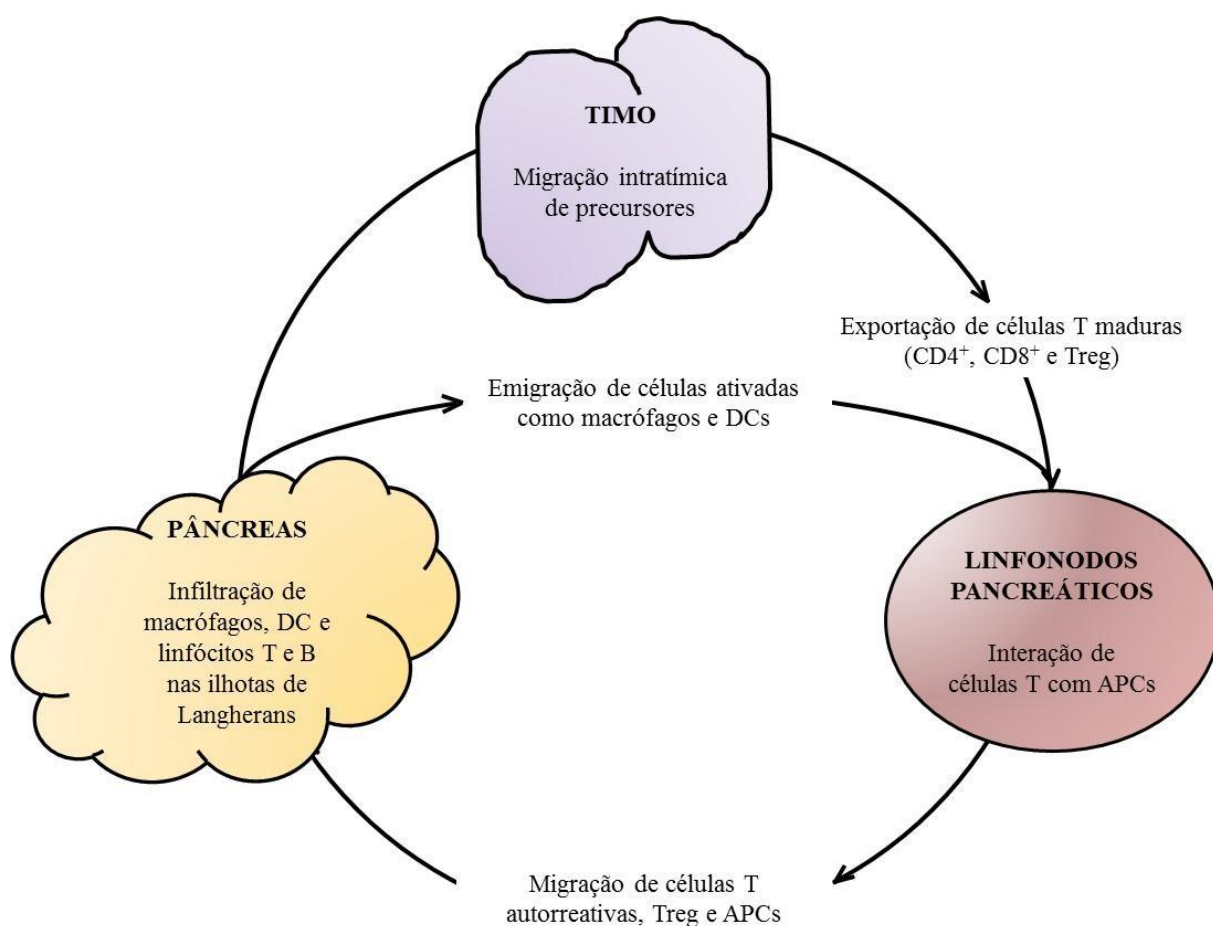 TIMO
Migração intratímica
de precursores
Exportação de células T maduras
(CD4⁺, CD8⁺ e Treg)
Emigração de células ativadas
como macrófagos e DCs
PÂNCREAS
Infiltração de
macrófagos, DC e
linfócitos T e B
nas ilhotas de
Langherans
LINFONODOS
PANCREÁTICOS
Interação de
células T com APCs
Migração de células T
autorreativas, Treg e APCs